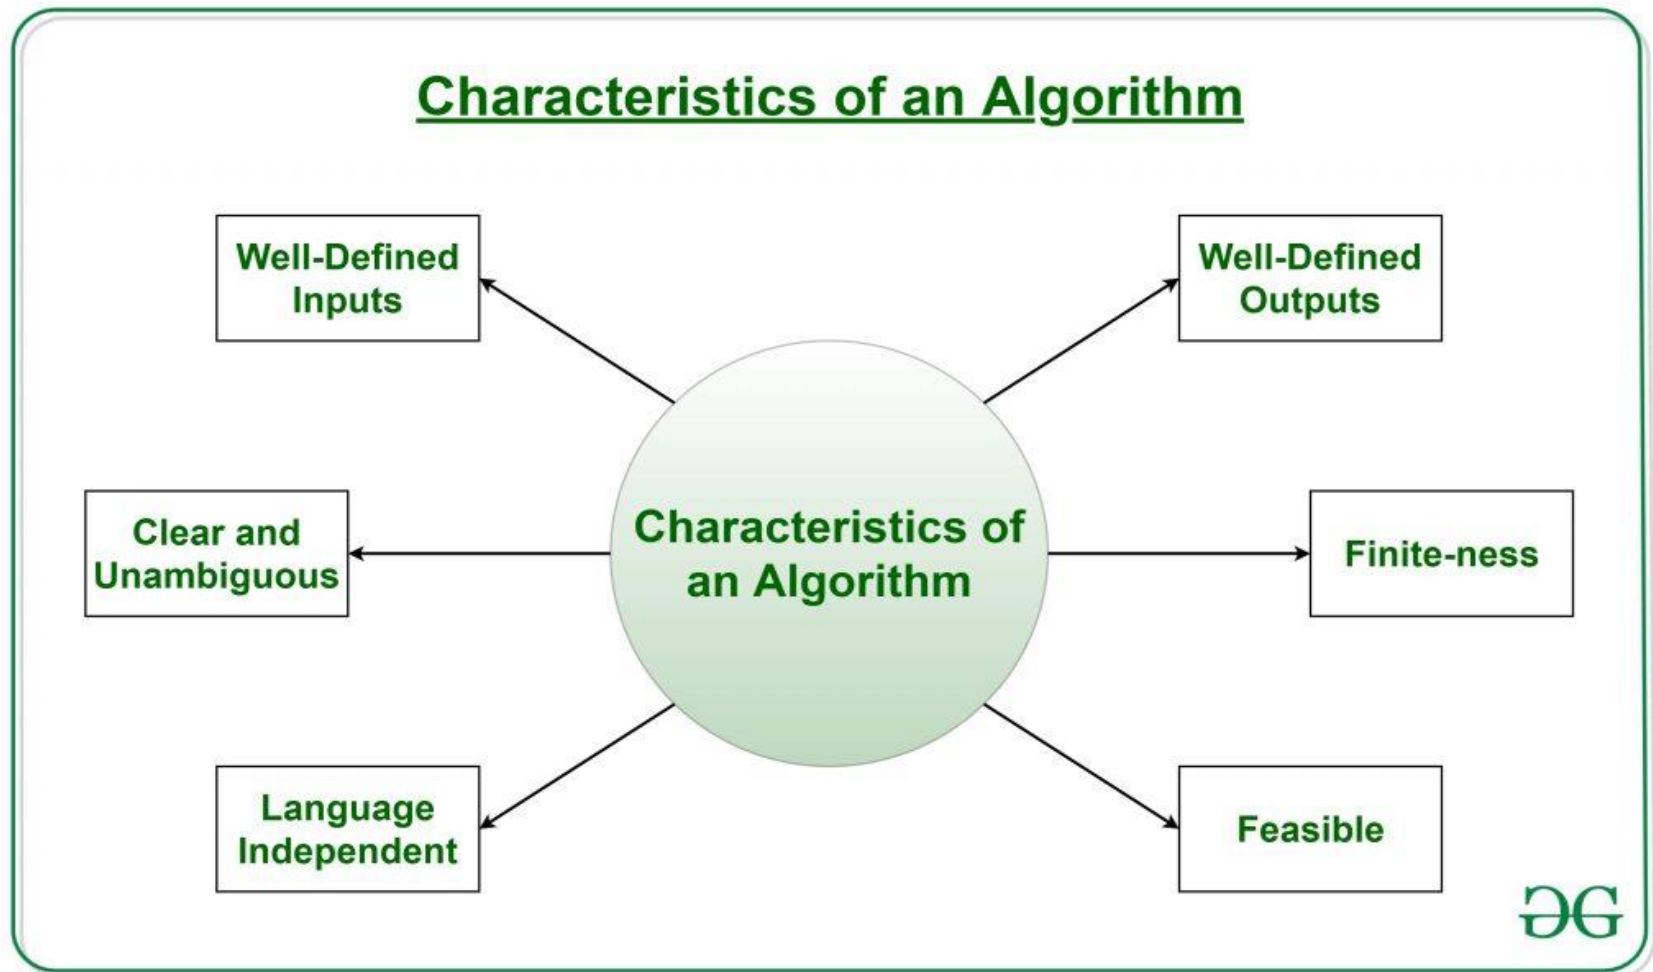 Characteristics of an Algorithm
Well-Defined
Inputs
Well-Defined
Outputs
Clear and
Unambiguous
Characteristics of
an Algorithm
Finite-ness
Language
Independent
Feasible